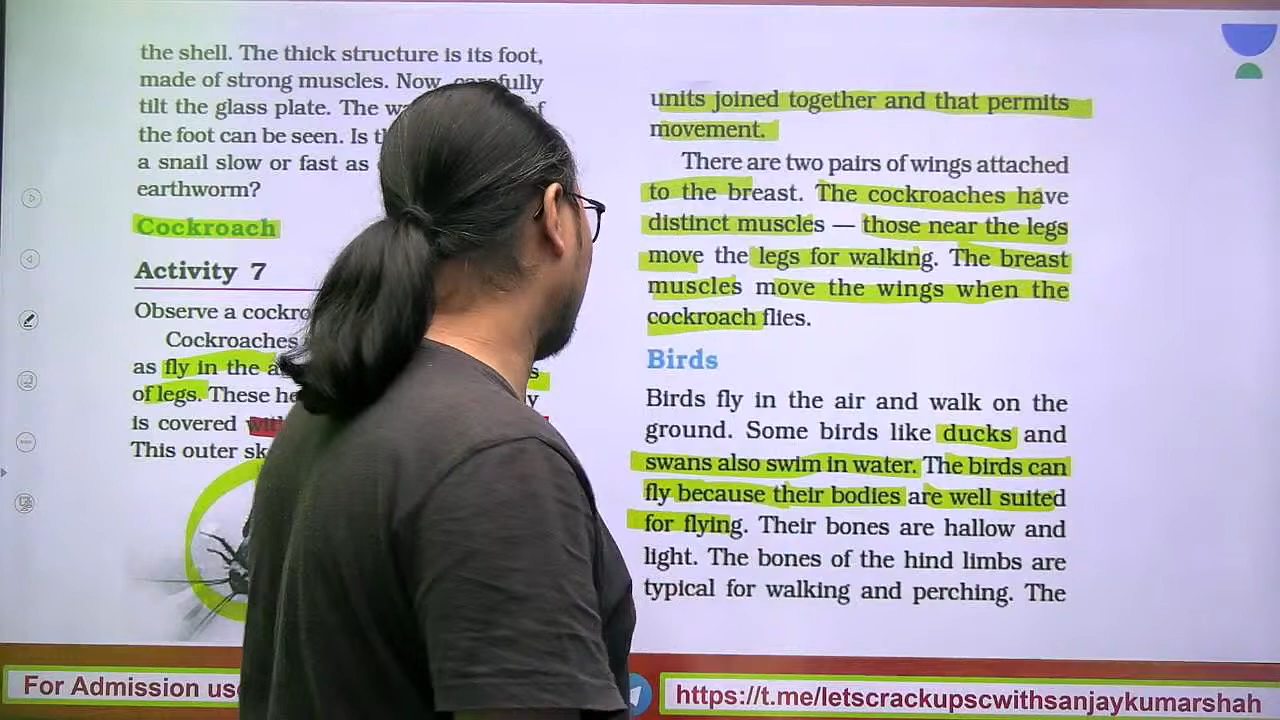 the shell. The thick structure is its foot,
made of strong muscles. Now, carefully
tilt the glass plate. The of
the foot can be seen. Is
a snail slow or fast as
earthworm?
Cockroach
Activity 7
Observe a
Cockroaches
as fly in the
of legs. These
is covered
This outer
units joined together and that permits
movement.
There are two pairs of wings attached
to the breast. The cockroaches have
distinct muscles — those near the legs
move the legs for walking. The breast
muscles move the wings when the
cockroach flies.
Birds
Birds fly in the air and walk on the
ground. Some birds like ducks and
swans also swim in water. The birds can
fly because their bodies are well suited
for flying. Their bones are hallow and
light. The bones of the hind limbs are
typical for walking and perching. The
For Admission
https://t.me/letscrackupscwithsanjaykumarshah